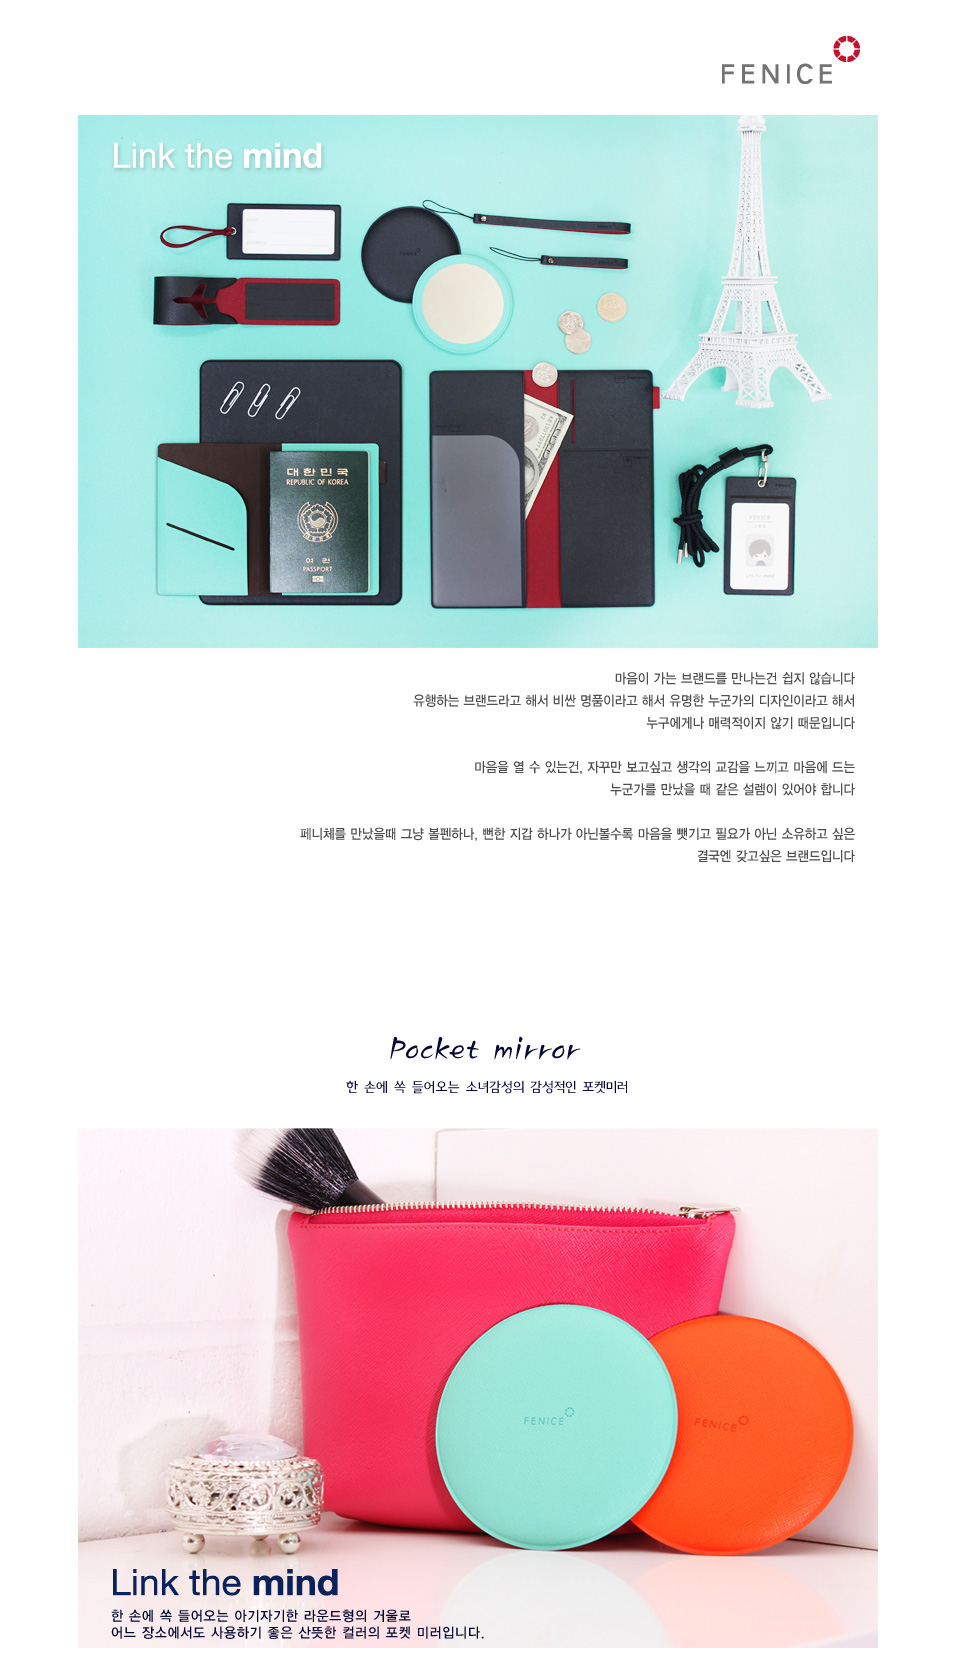 FENICE
Link the mind
FENICE
대한민국
REPUBLIC OF KOREA
여 권
PASSPORT
FENICE
마음이 가는 브랜드를 만나는건 쉽지 않습니다
유행하는 브랜드라고 해서 비싼 명품이라고 해서 유명한 누군가의 디자인이라고 해서
누구에게나 매력적이지 않기 때문입니다
마음을 열 수 있는건, 자꾸만 보고싶고 생각의 교감을 느끼고 마음에 드는
누군가를 만났을 때 같은 설렘이 있어야 합니다
페니체를 만났을때 그냥 볼펜하나, 뻔한 지갑 하나가 아닌볼수록 마음을 뺏기고 필요가 아닌 소유하고 싶은
결국엔 갖고싶은 브랜드입니다
Pocket mirror
한 손에 쏙 들어오는 소녀감성의 감성적인 포켓미러
FENICE
FENICE
Link the mind
한 손에 쏙 들어오는 아기자기한 라운드형의 거울로
어느 장소에서도 사용하기 좋은 산뜻한 컬러의 포켓 미러입니다.